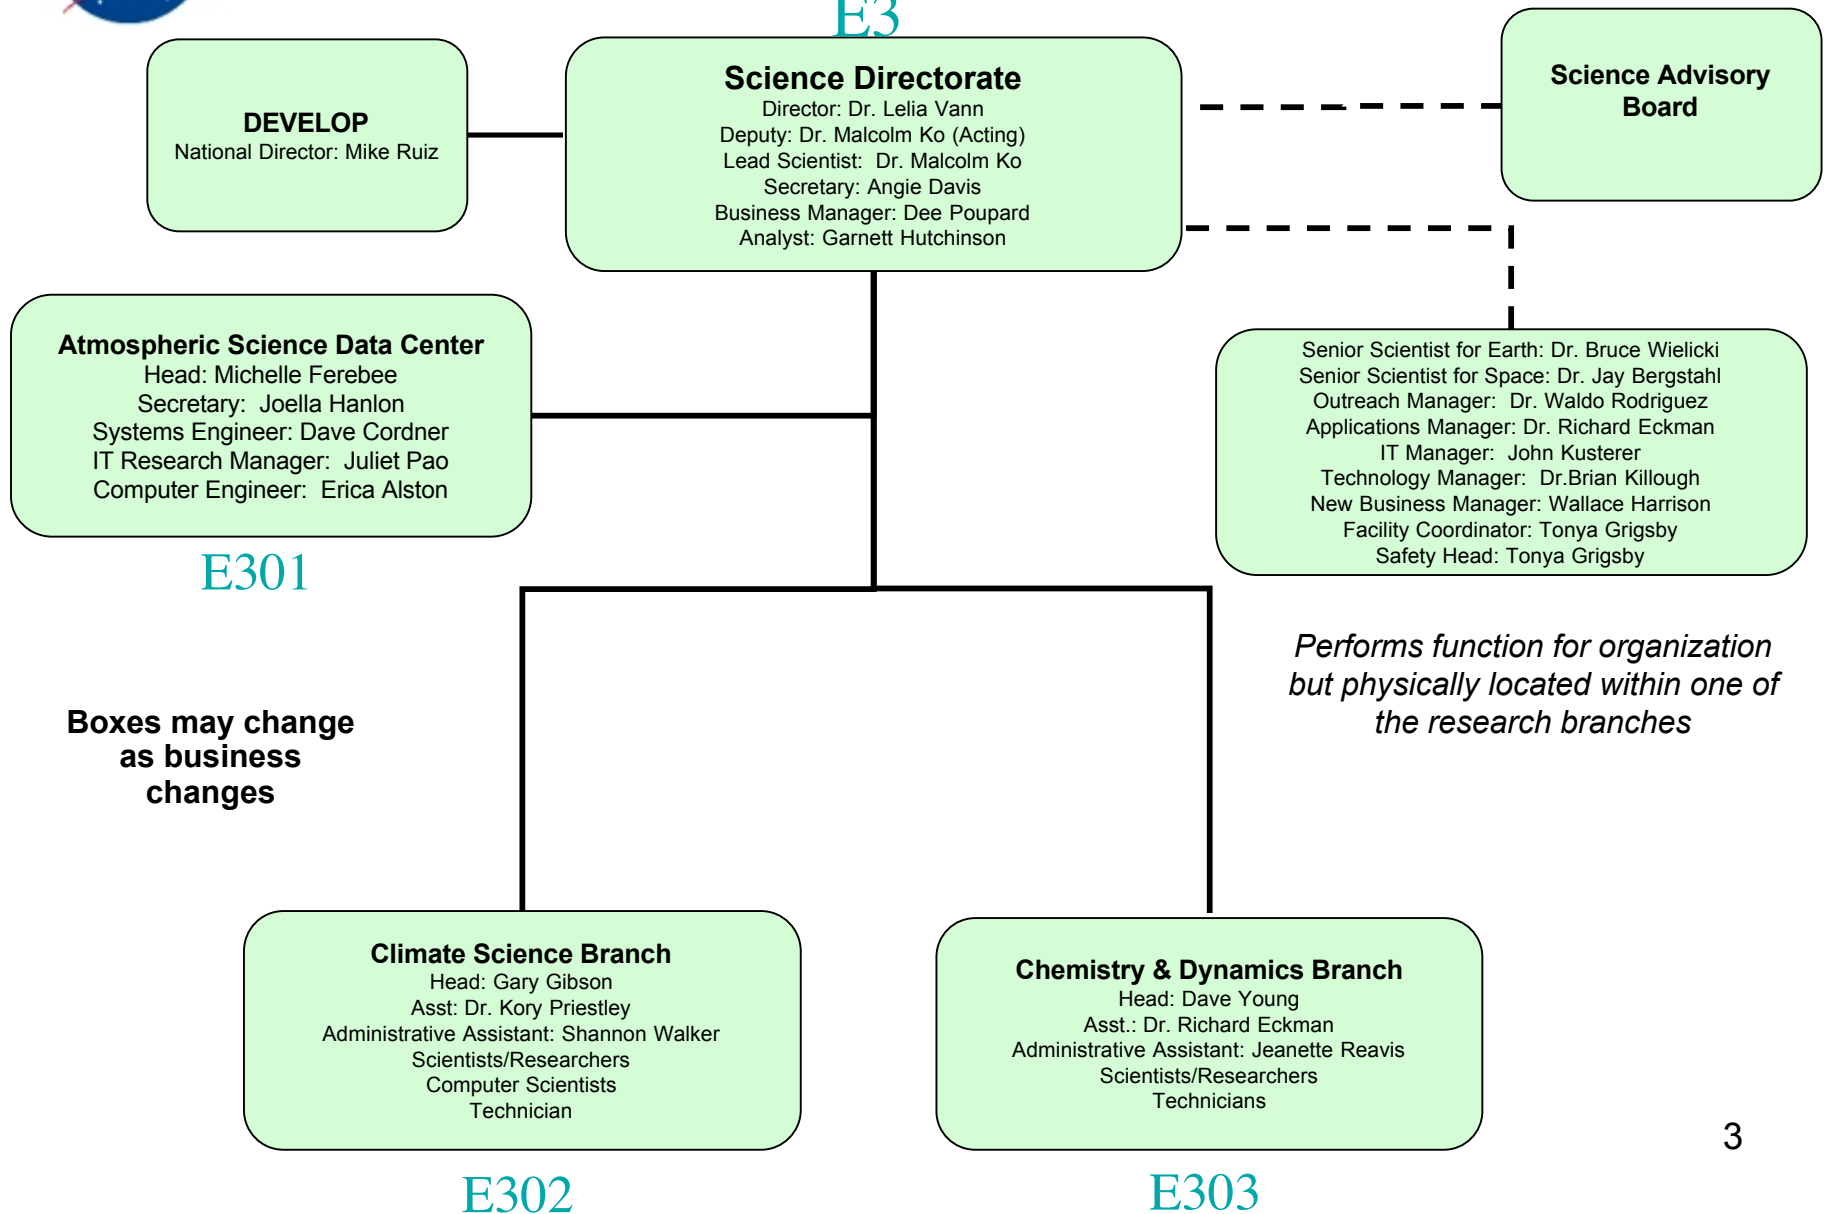 E3
DEVELOP
National Director: Mike Ruiz
Science Directorate
Director: Dr. Lelia Vann
Deputy: Dr. Malcolm Ko (Acting)
Lead Scientist:  Dr. Malcolm Ko
Secretary: Angie Davis
Business Manager: Dee Poupard
Analyst: Garnett Hutchinson
Science Advisory
Board
Atmospheric Science Data Center
Head: Michelle Ferebee
Secretary:  Joella Hanlon
Systems Engineer: Dave Cordner
IT Research Manager:  Juliet Pao
Computer Engineer:  Erica Alston
E301
Senior Scientist for Earth: Dr. Bruce Wielicki
Senior Scientist for Space: Dr. Jay Bergstahl
Outreach Manager:  Dr. Waldo Rodriguez
Applications Manager: Dr. Richard Eckman
IT Manager:  John Kusterer
Technology Manager:  Dr.Brian Killough
New Business Manager: Wallace Harrison
Facility Coordinator: Tonya Grigsby
Safety Head: Tonya Grigsby
Performs function for organization
but physically located within one of
the research branches
Boxes may change
as business
changes
Climate Science Branch
Head: Gary Gibson
Asst: Dr. Kory Priestley
Administrative Assistant: Shannon Walker
Scientists/Researchers
Computer Scientists
Technician
E302
Chemistry & Dynamics Branch
Head: Dave Young
Asst.: Dr. Richard Eckman
Administrative Assistant: Jeanette Reavis
Scientists/Researchers
Technicians
E303
3